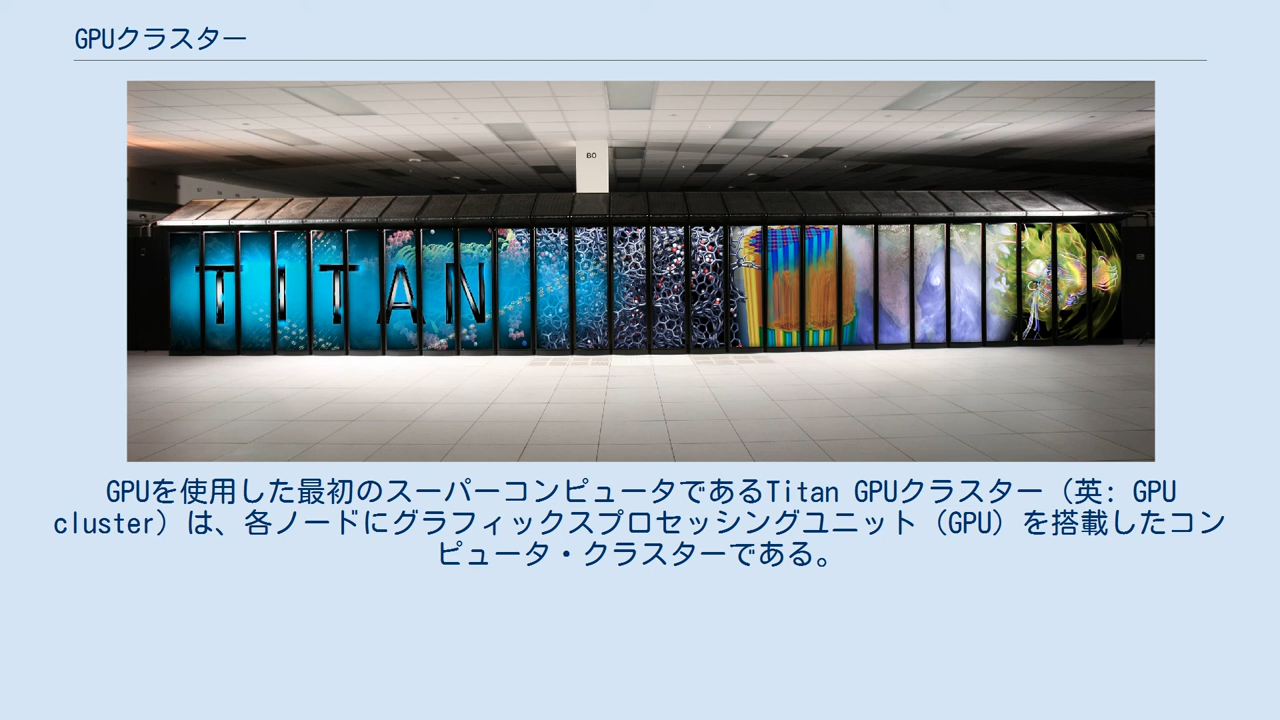 GPUクラスター
BO
TITAN
GPUを使用した最初のスーパーコンピュータであるTitan GPUクラスター（英: GPU
cluster）は、各ノードにグラフィックスプロセッシングユニット（GPU）を搭載したコン
ピュータ・クラスターである。